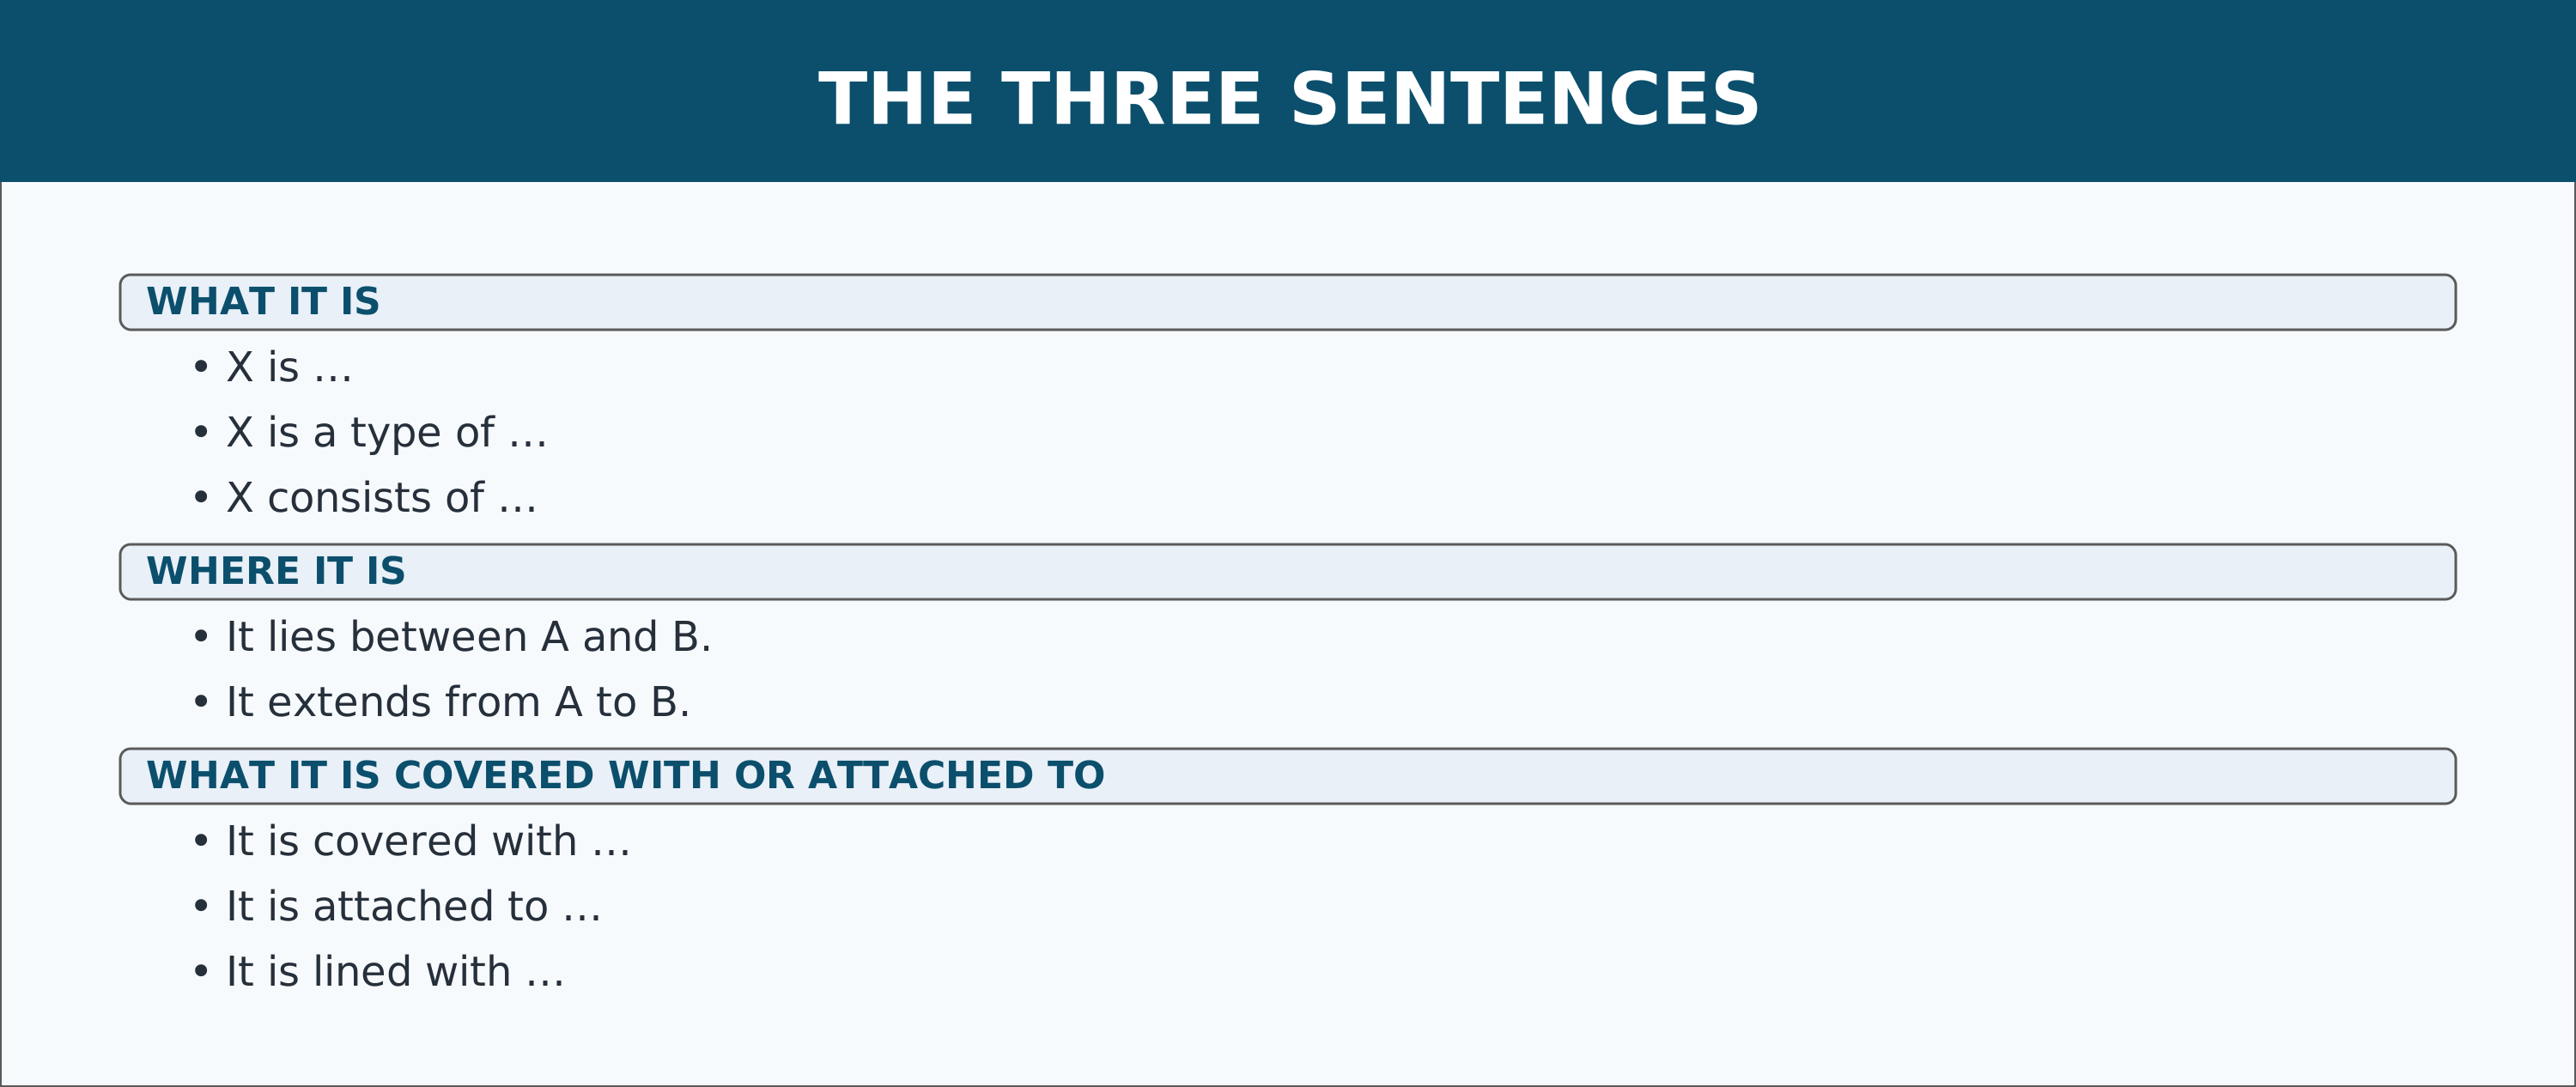 THE THREE SENTENCES
WHAT IT IS
• X is …
• X is a type of …
• X consists of …
WHERE IT IS
• It lies between A and B.
• It extends from A to B.
WHAT IT IS COVERED WITH OR ATTACHED TO
• It is covered with …
• It is attached to …
• It is lined with …